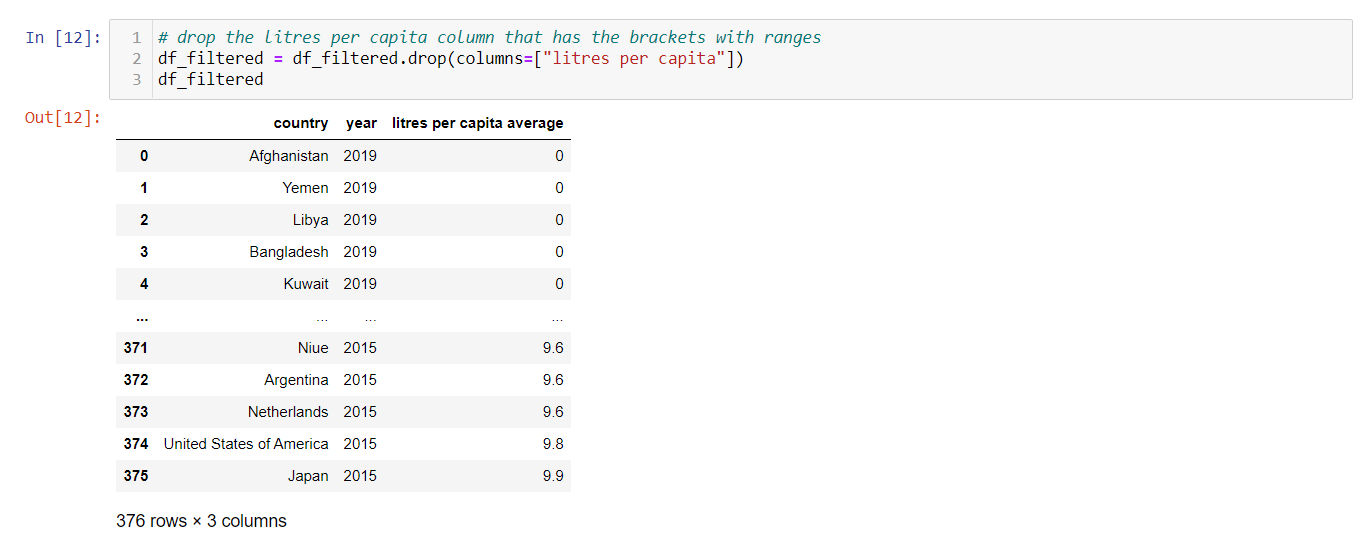 In [12]:
1 # drop the litres per capita column that has the brackets with ranges
2 df_filtered = df_filtered.drop(columns=["litres per capita"])
3 df_filtered
Out[12]:
country year litres per capita average
0 Afghanistan 2019 0
1 Yemen 2019 0
2 Libya 2019 0
3 Bangladesh 2019 0
4 Kuwait 2019 0
... ... ... ...
371 Niue 2015 9.6
372 Argentina 2015 9.6
373 Netherlands 2015 9.6
374 United States of America 2015 9.8
375 Japan 2015 9.9
376 rows × 3 columns